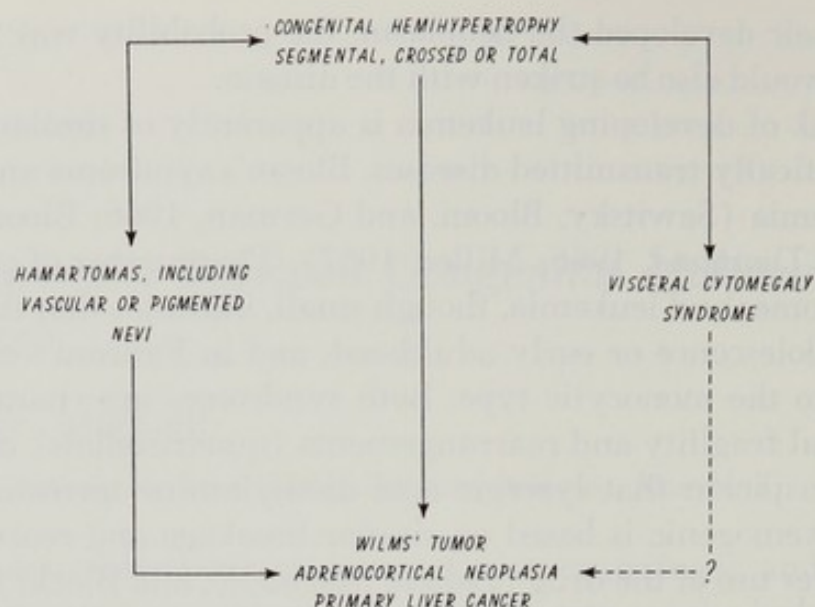 CONGENITAL HEMIHYPERTROPHY
SEGMENTAL, CROSSED OR TOTAL
HAMARTOMAS, INCLUDING
VASCULAR OR PIGMENTED
NEVI
VISCERAL CYTOMEGALY
SYNDROME
WILMS' TUMOR
ADRENOCORTICAL NEOPLASIA
?
PRIMARY LIVER CANCER